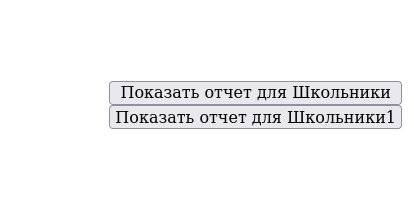 Показать отчет для Школьники
Показать отчет для Школьники1